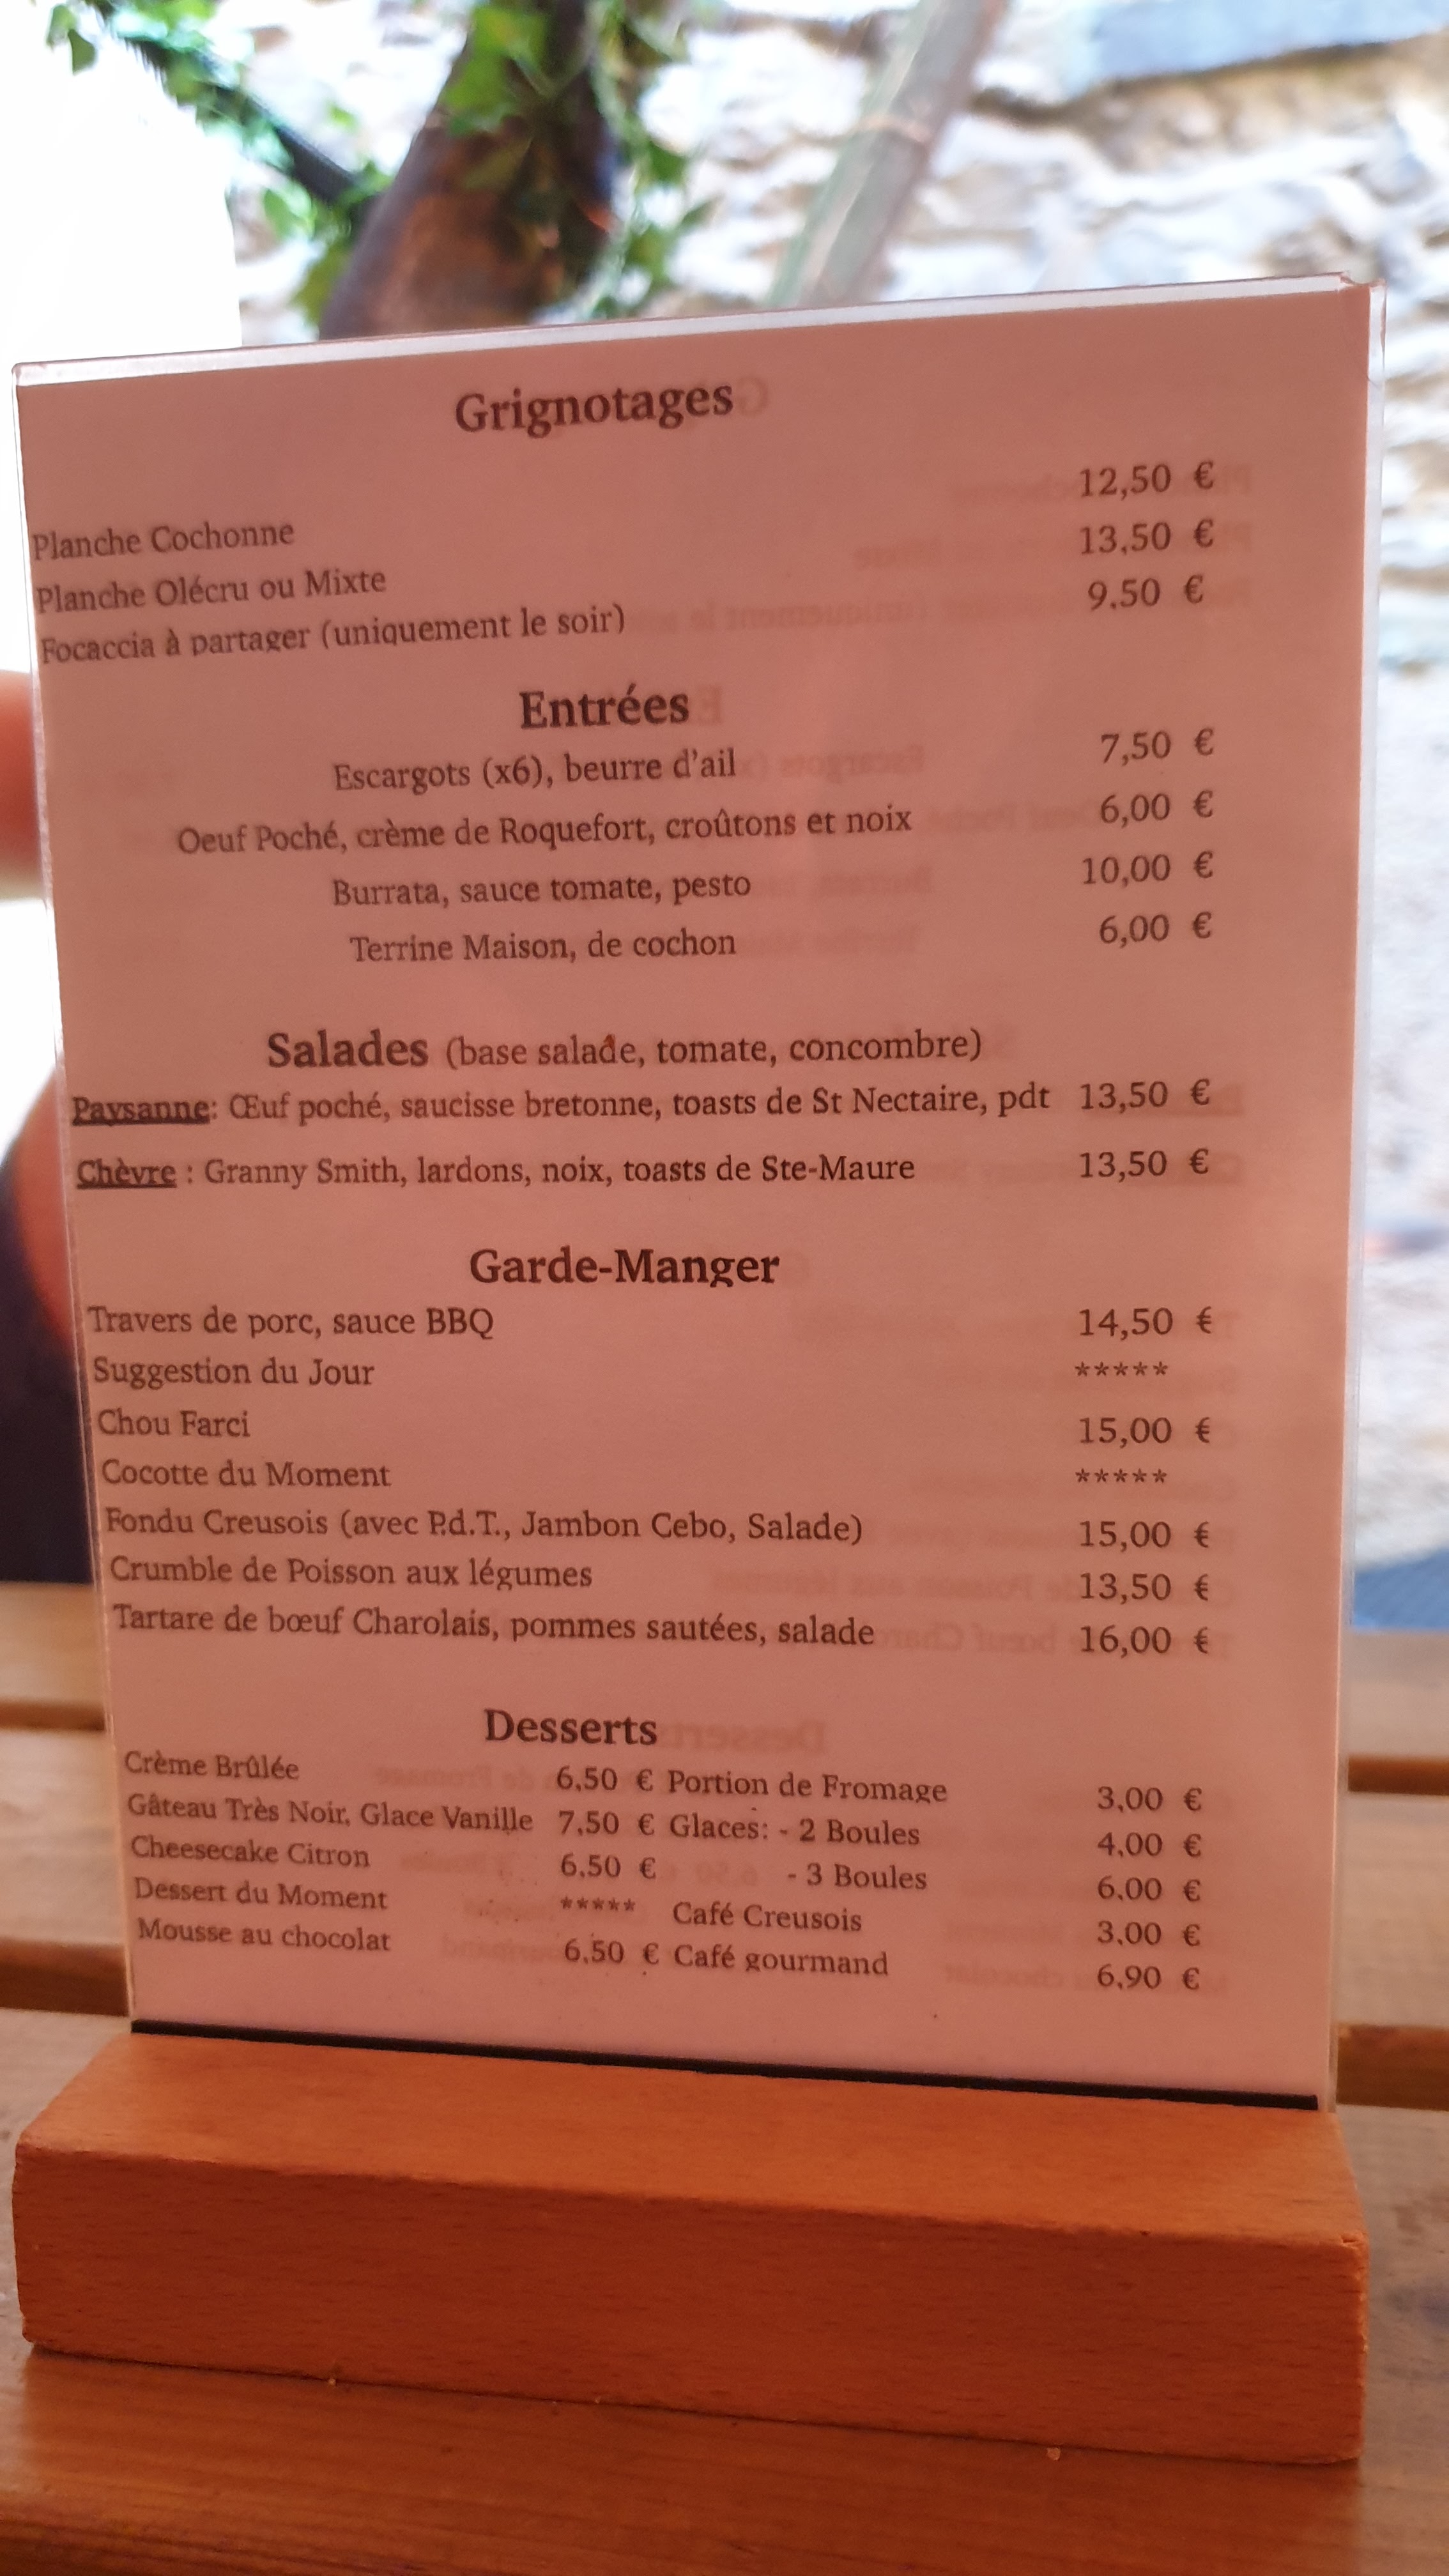 Grignotages
Planche Cochonne 12,50 €
Planche Olécru ou Mixte 13,50 €
Focaccia à partager (uniquement le soir) 9,50 €
Entrées
Escargots (x6), beurre d'ail 7,50 €
Oeuf Poché, crème de Roquefort, croûtons et noix 6,00 €
Burrata, sauce tomate, pesto 10,00 €
Terrine Maison, de cochon 6,00 €
Salades (base salade, tomate, concombre)
Paysanne: Œuf poché, saucisse bretonne, toasts de St Nectaire, pdt 13,50 €
Chèvre : Granny Smith, lardons, noix, toasts de Ste-Maure 13,50 €
Garde-Manger
Travers de porc, sauce BBQ 14,50 €
Suggestion du Jour *****
Chou Farci 15,00 €
Cocotte du Moment *****
Fondu Creusois (avec P.d.T., Jambon Cebo, Salade) 15,00 €
Crumble de Poisson aux légumes 13,50 €
Tartare de bœuf Charolais, pommes sautées, salade 16,00 €
Desserts
Crème Brûlée 6,50 € Portion de Fromage 3,00 €
Gâteau Très Noir, Glace Vanille 7,50 € Glaces: - 2 Boules 4,00 €
Cheesecake Citron 6,50 € - 3 Boules 6,00 €
Dessert du Moment ***** Café Creusois 3,00 €
Mousse au chocolat 6,50 € Café gourmand 6,90 €